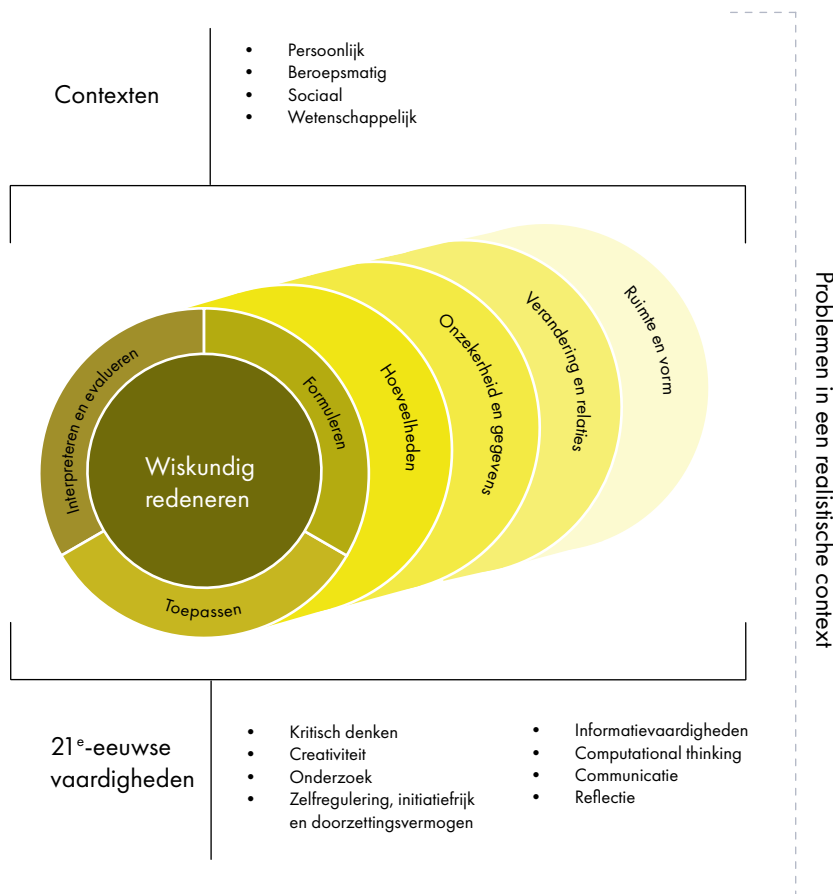 Contexten
• Persoonlijk
• Beroepsmatig
• Sociaal
• Wetenschappelijk
Problemen in een realistische context
Interpreteren en evalueren
Formuleren
Toepassen
Wiskundig
redeneren
Hoeveelheden
Onzekerheid en gegevens
Verandering en relaties
Ruimte en vorm
21e-eeuwse
vaardigheden
• Kritisch denken
• Creativiteit
• Onderzoek
• Zelfregulering, initiatiefrijk
en doorzettingsvermogen
• Informatievaardigheden
• Computational thinking
• Communicatie
• Reflectie